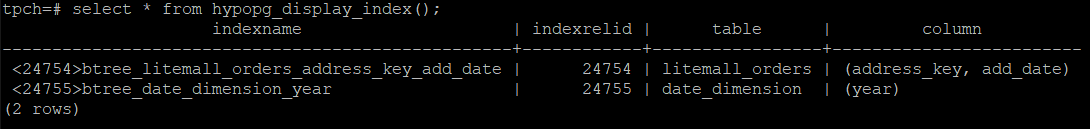 tpch=# select * from hypopg_display_index();
indexname | indexrelid | table | column
----------------------------------------------------+------------+-----------------+-------------------------
<24754>btree_litemall_orders_address_key_add_date | 24754 | litemall_orders | (address_key, add_date)
<24755>btree_date_dimension_year | 24755 | date_dimension | (year)
(2 rows)